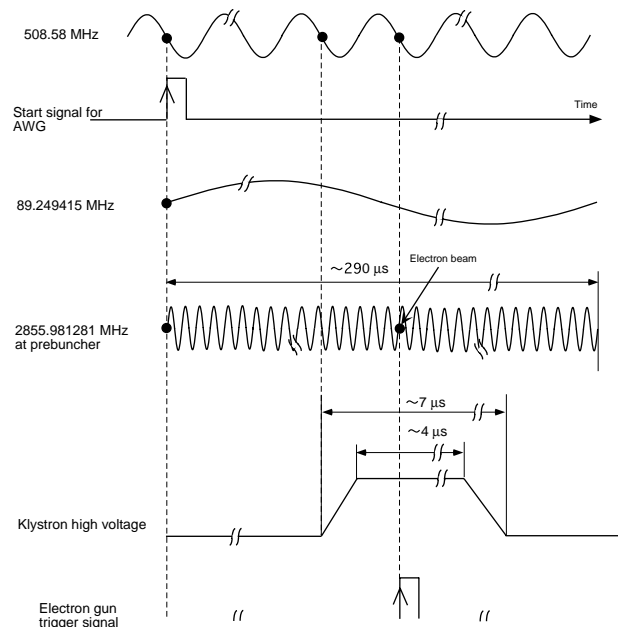 508.58 MHz
Start signal for
AWG
Time
89.249415 MHz
~290 μs
Electron beam
2855.981281 MHz
at prebuncher
~7 μs
~4 μs
Klystron high voltage
Electron gun
trigger signal